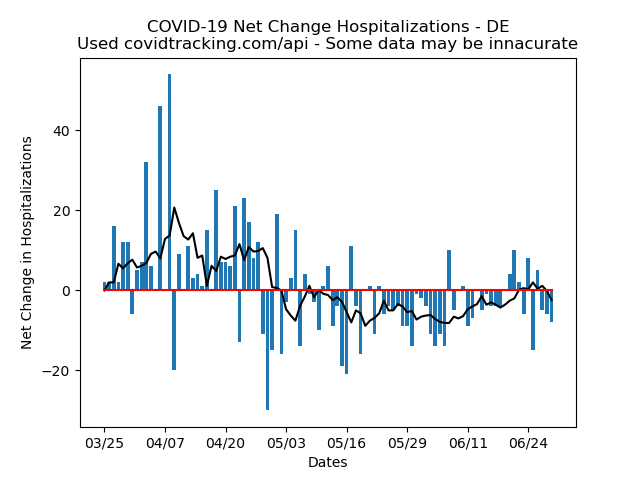 COVID-19 Net Change Hospitalizations - DE
Used covidtracking.com/api - Some data may be innacurate
Net Change in Hospitalizations
40
20
0
−20
03/25 04/07 04/20 05/03 05/16 05/29 06/11 06/24
Dates